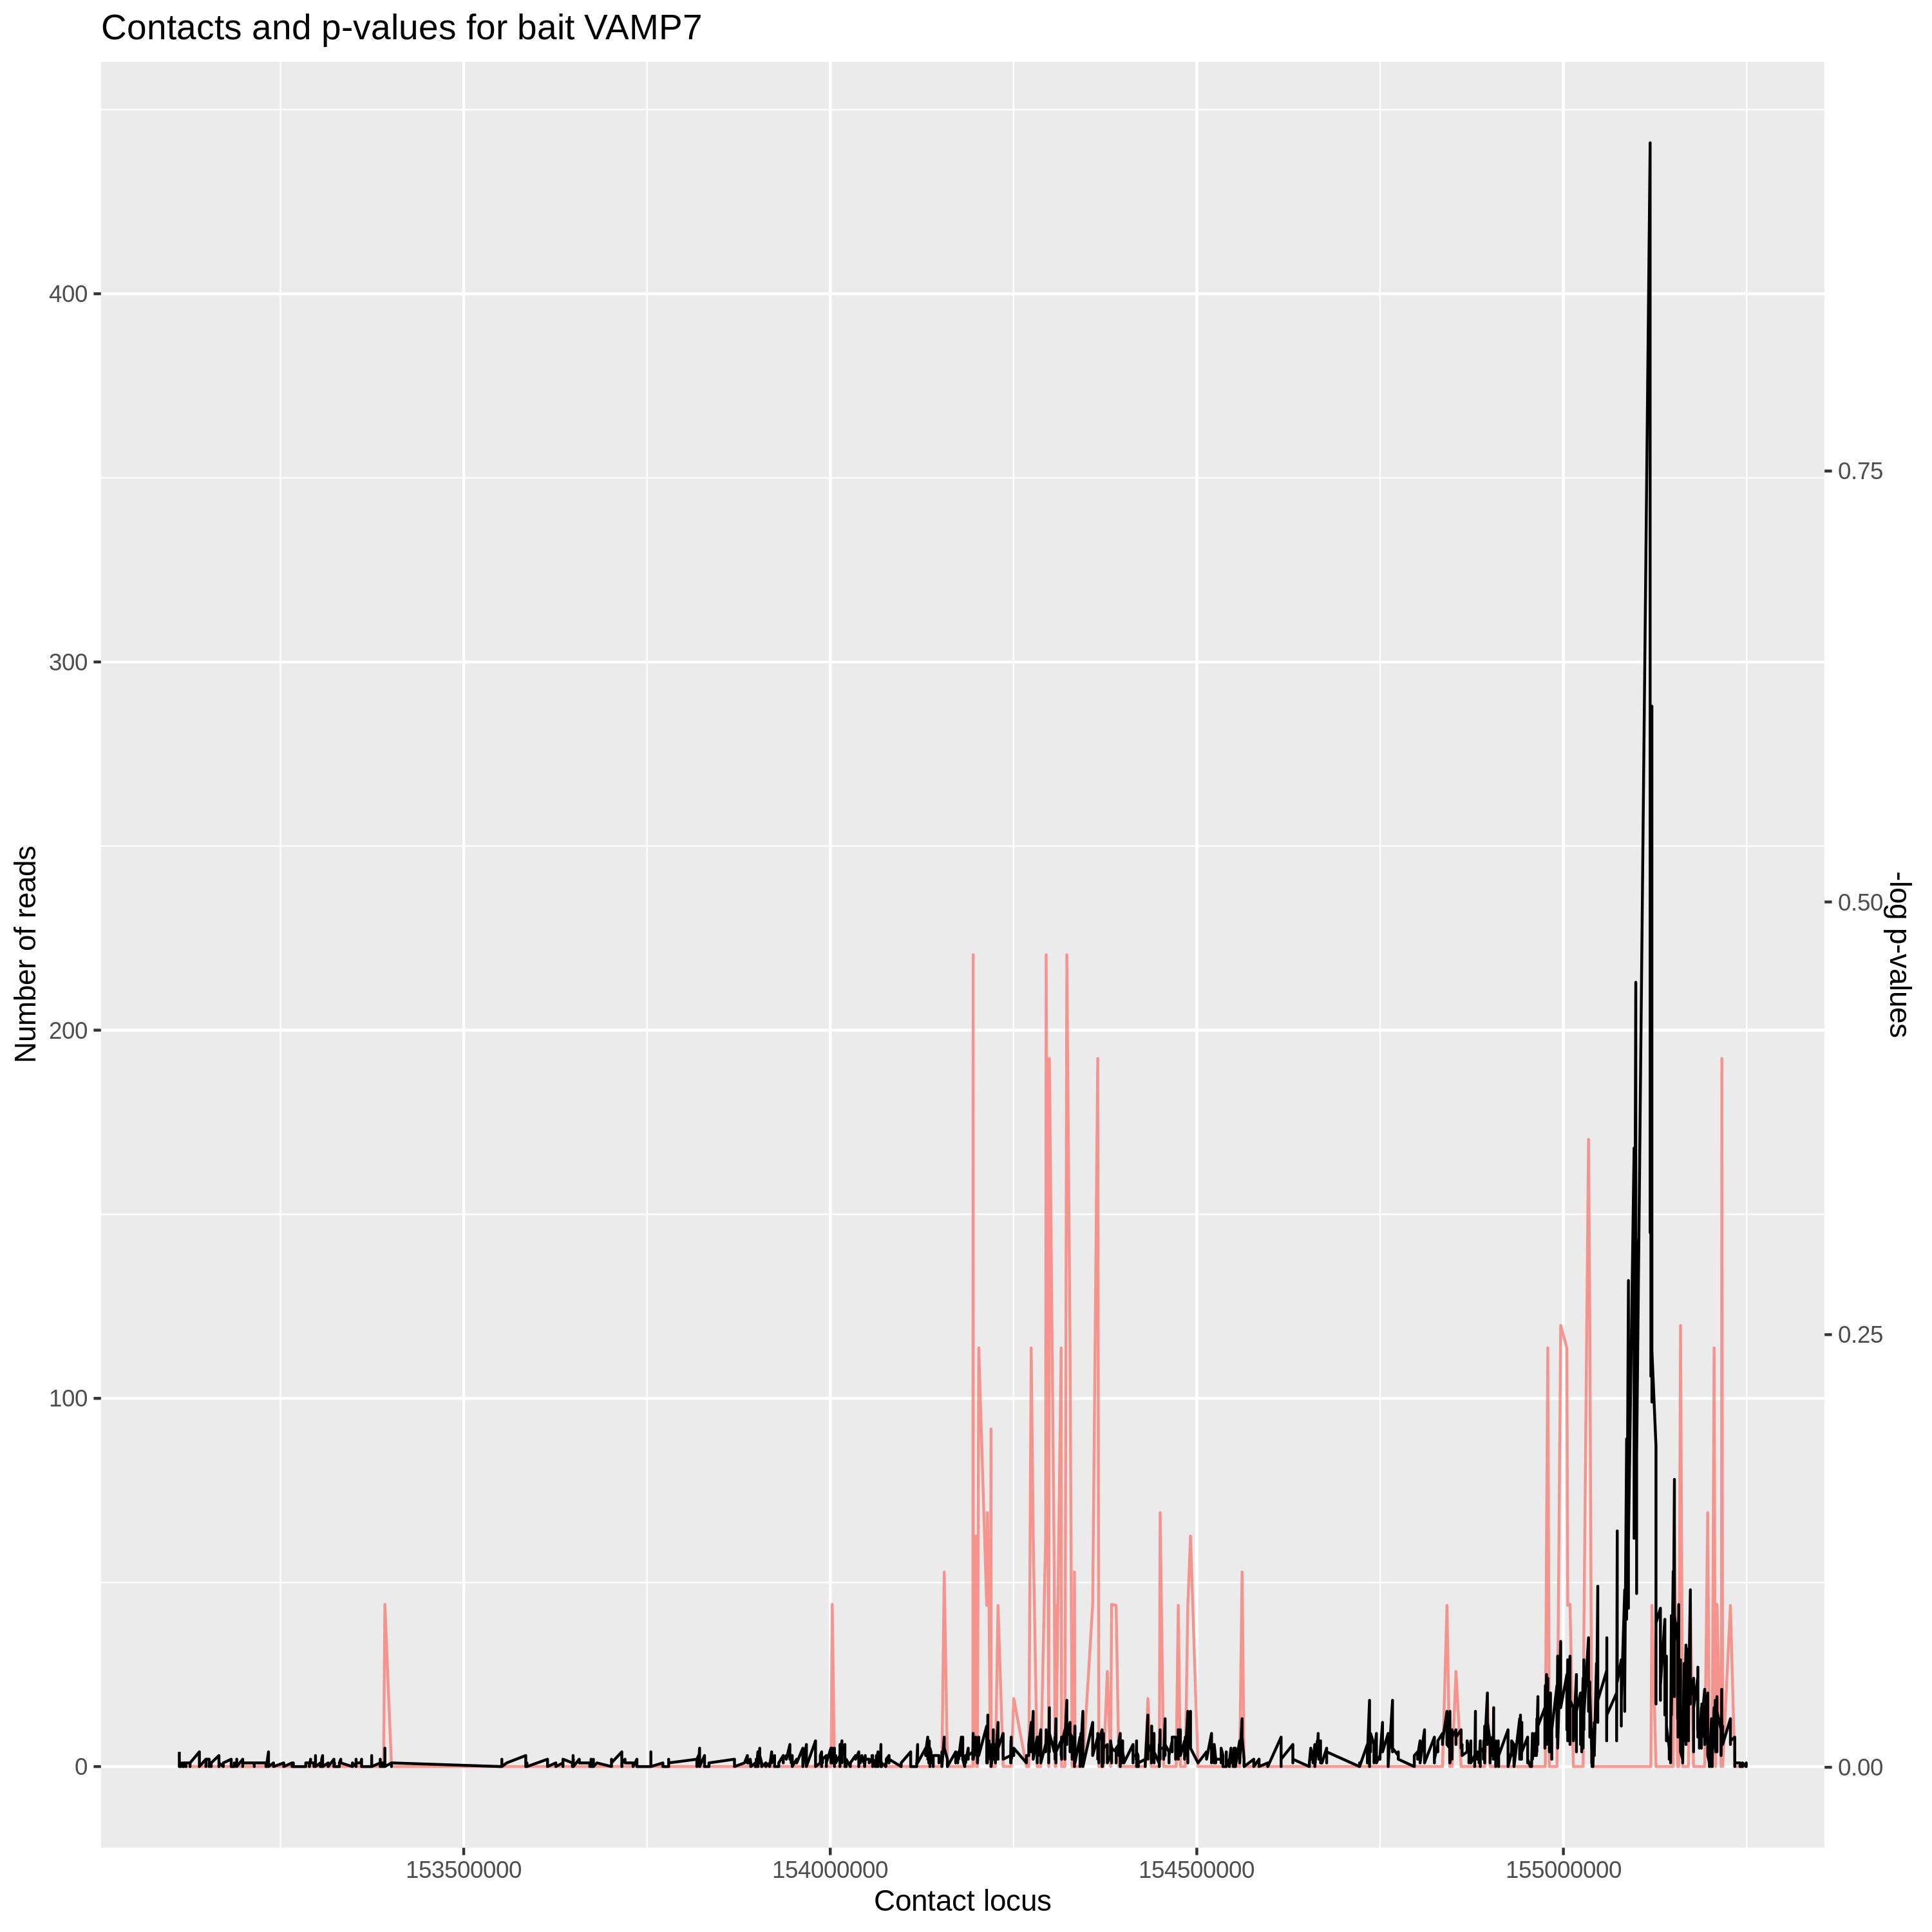 Contacts and p-values for bait VAMP7
400
300
200
100
0
Number of reads
0.75
0.50
0.25
0.00
-log p-values
153500000 154000000 154500000 155000000
Contact locus